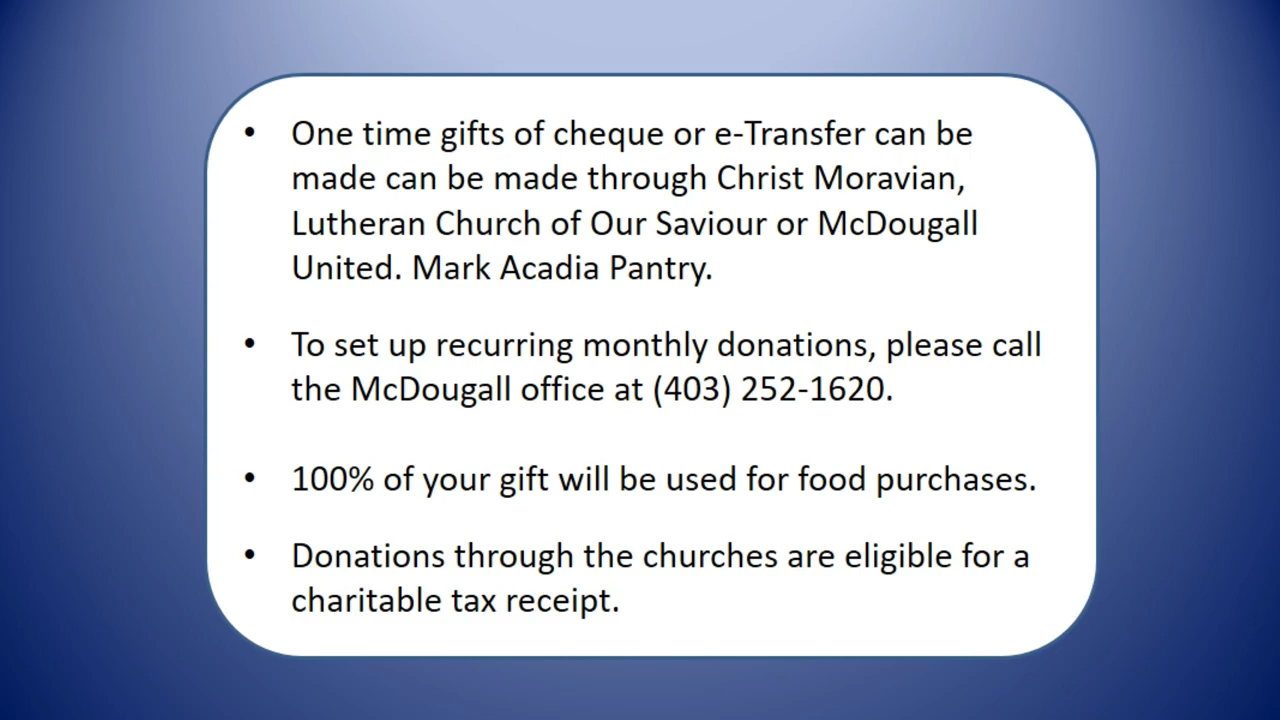 • One time gifts of cheque or e-Transfer can be
made can be made through Christ Moravian,
Lutheran Church of Our Saviour or McDougall
United. Mark Acadia Pantry.
• To set up recurring monthly donations, please call
the McDougall office at (403) 252-1620.
• 100% of your gift will be used for food purchases.
• Donations through the churches are eligible for a
charitable tax receipt.